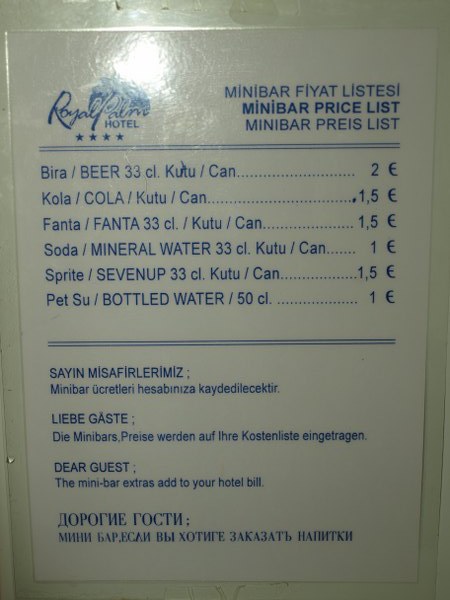 Royal Palm
HOTEL
★★★★
MİNİBAR FİYAT LİSTESİ
MİNİBAR PRICE LIST
MINIBAR PREIS LIST
Bira / BEER 33 cl. Kutu / Can.......................... 2 €
Kola / COLA / Kutu / Can................................1,5 €
Fanta / FANTA 33 cl. / Kutu / Can.....................1,5 €
Soda / MINERAL WATER 33 cl. Kutu / Can....... 1 €
Sprite / SEVENUP 33 cl. Kutu / Can..................1,5 €
Pet Su / BOTTLED WATER / 50 cl. .................. 1 €
SAYIN MİSAFİRLERİMİZ ;
Minibar ücretleri hesabınıza kaydedilecektir.
LIEBE GÄSTE ;
Die Minibars,Preise werden auf Ihre Kostenliste eingetragen.
DEAR GUEST ;
The mini-bar extras add to your hotel bill.
ДОРОГИЕ ГОСТИ ;
МИНИ БАР,ЕСЛИ ВЫ ХОТИГЕ ЗАКАЗАТЬ НАПИТКИ